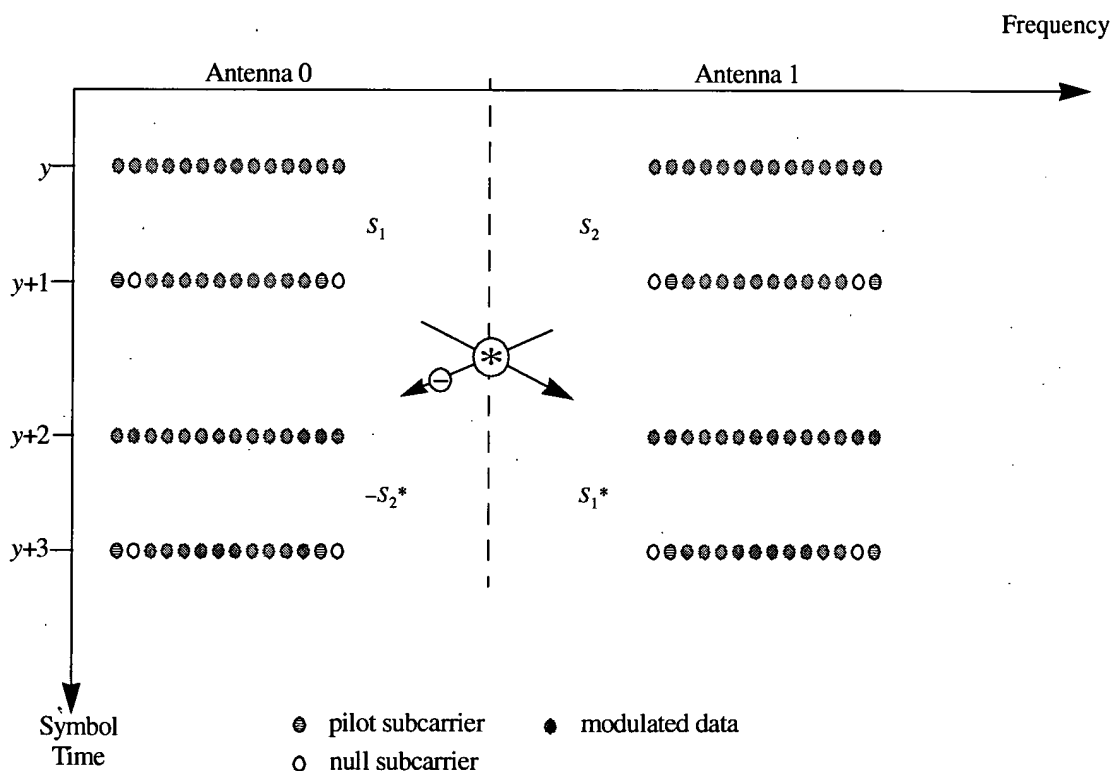 Frequency
Antenna 0 Antenna 1
y
S₁ S₂
y+1
*
−
y+2
−S₂* S₁*
y+3
Symbol
Time
pilot subcarrier modulated data
null subcarrier